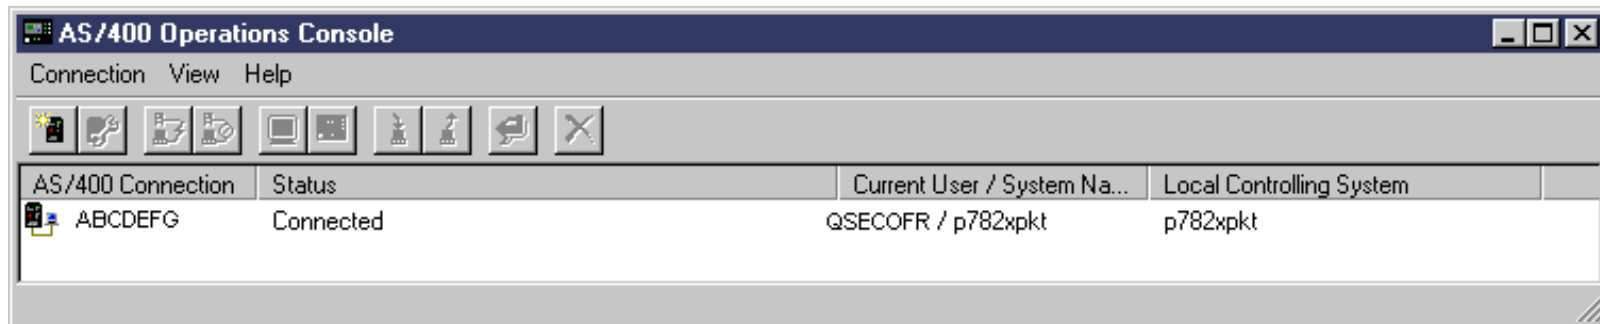 AS/400 Operations Console
Connection View Help
AS/400 Connection Status Current User / System Na... Local Controlling System
ABCDEFG Connected QSECOFR / p782xpkt p782xpkt